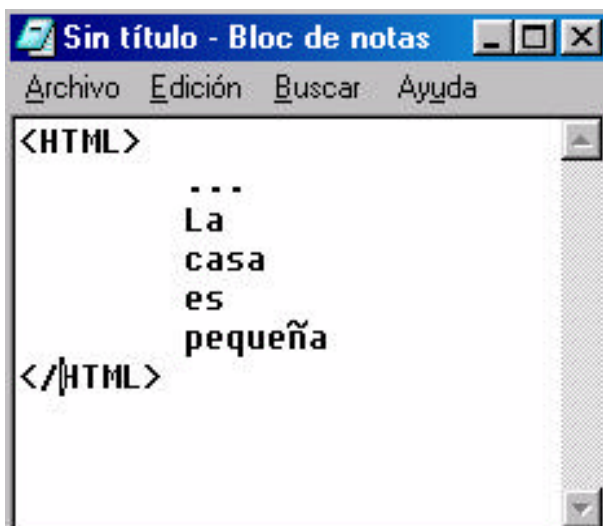 Sin título - Bloc de notas
Archivo Edición Buscar Ayuda
<HTML>
...
La
casa
es
pequeña
</HTML>